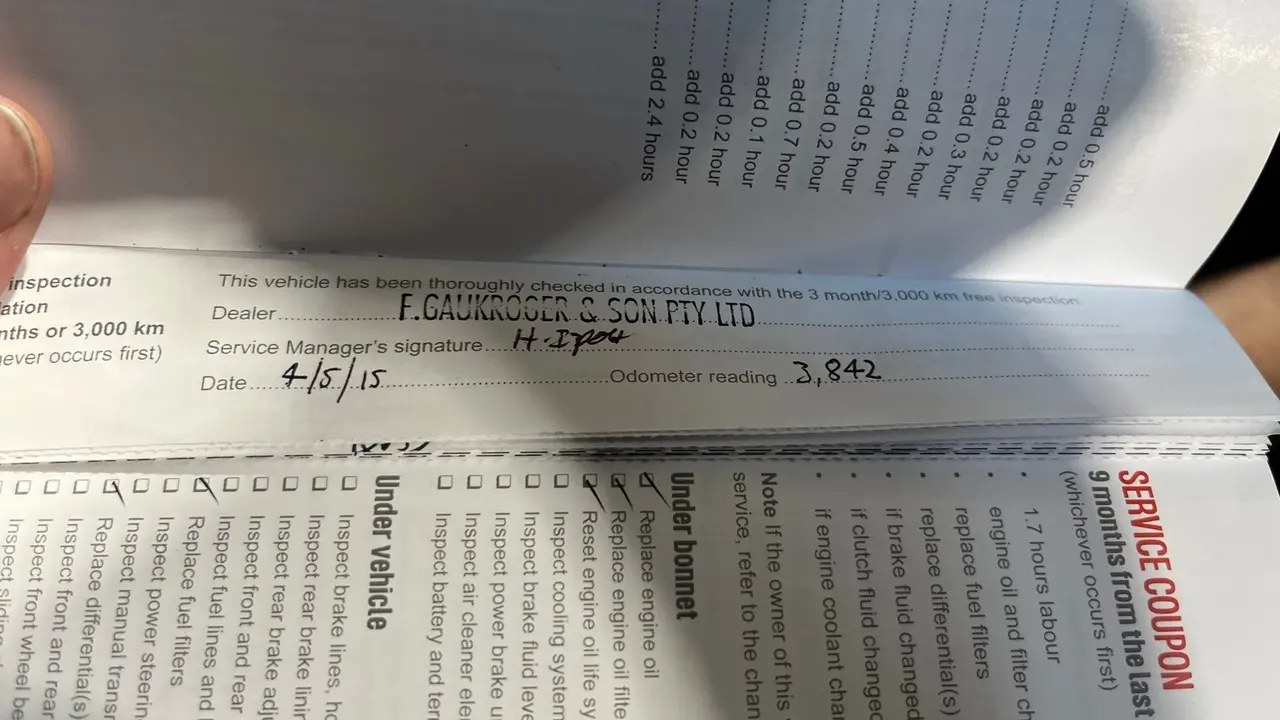 add 0.5 hour
add 0.2 hour
add 0.2 hour
add 0.2 hour
add 0.3 hour
add 0.2 hour
add 0.4 hour
add 0.5 hour
add 0.2 hour
add 0.7 hour
add 0.1 hour
add 0.2 hour
add 0.2 hour
add 2.4 hours
inspection
or 3,000 km
occurs first)
This vehicle has been thoroughly checked in accordance with the 3 month/3,000 km free inspection.
Dealer F.GAUKROGER & SON PTY LTD
Service Manager's signature
Date 4/5/15 Odometer reading 3,842
SERVICE COUPON
9 months from the last
(whichever occurs first)
• 1.7 hours labour
• engine oil and filter ch
• replace fuel filters
• replace differential(s)
• if brake fluid changed
• if clutch fluid changed
• if engine coolant chan
Note If the owner of this
service, refer to the chan
Under bonnet
Replace engine oil
Replace engine oil filte
Reset engine oil life sy
Inspect cooling system
Inspect brake fluid leve
Inspect power brake u
Inspect air cleaner ele
Inspect battery and ter
Under vehicle
Inspect brake lines, ho
Inspect rear brake linin
Inspect rear brake adju
Inspect front and rear
Inspect fuel lines and
Replace fuel filters
Inspect power steerin
Inspect manual transm
Replace differential(s)
Inspect front and rear
Inspect front wheel be
Inspect